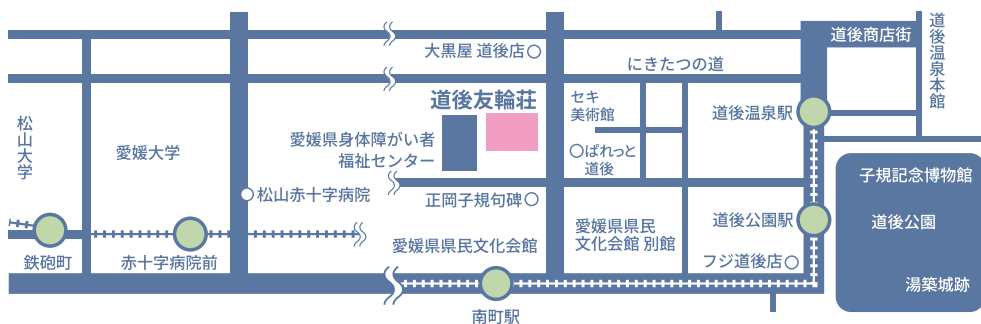 道後商店街
道後温泉本館
大黒屋 道後店
にきたつの道
道後友輪荘
セキ
美術館
道後温泉駅
松山大学
愛媛大学
愛媛県身体障がい者
福祉センター
ぱれっと
道後
子規記念博物館
松山赤十字病院
正岡子規句碑
道後公園駅
道後公園
愛媛県県民文化会館
愛媛県県民
文化会館 別館
フジ道後店
鉄砲町
赤十字病院前
湯築城跡
南町駅